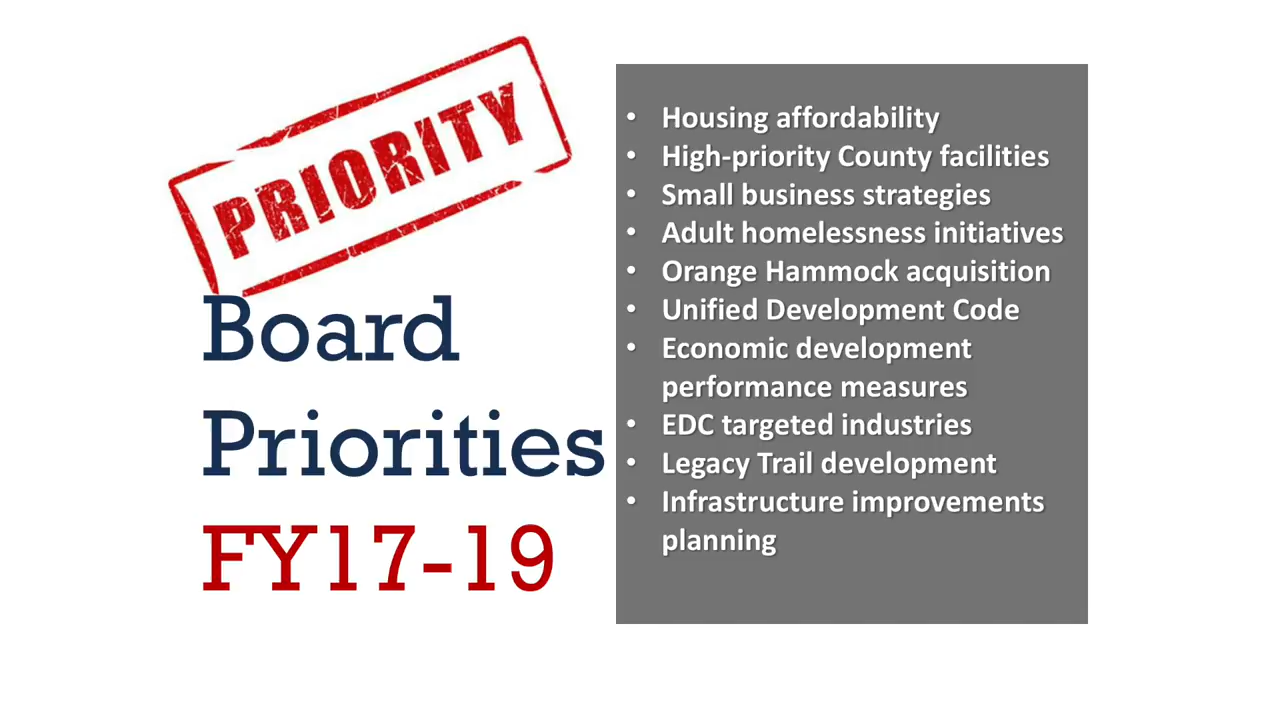 PRIORITY
Board
Priorities
FY17-19
• Housing affordability
• High-priority County facilities
• Small business strategies
• Adult homelessness initiatives
• Orange Hammock acquisition
• Unified Development Code
• Economic development
performance measures
• EDC targeted industries
• Legacy Trail development
• Infrastructure improvements
planning